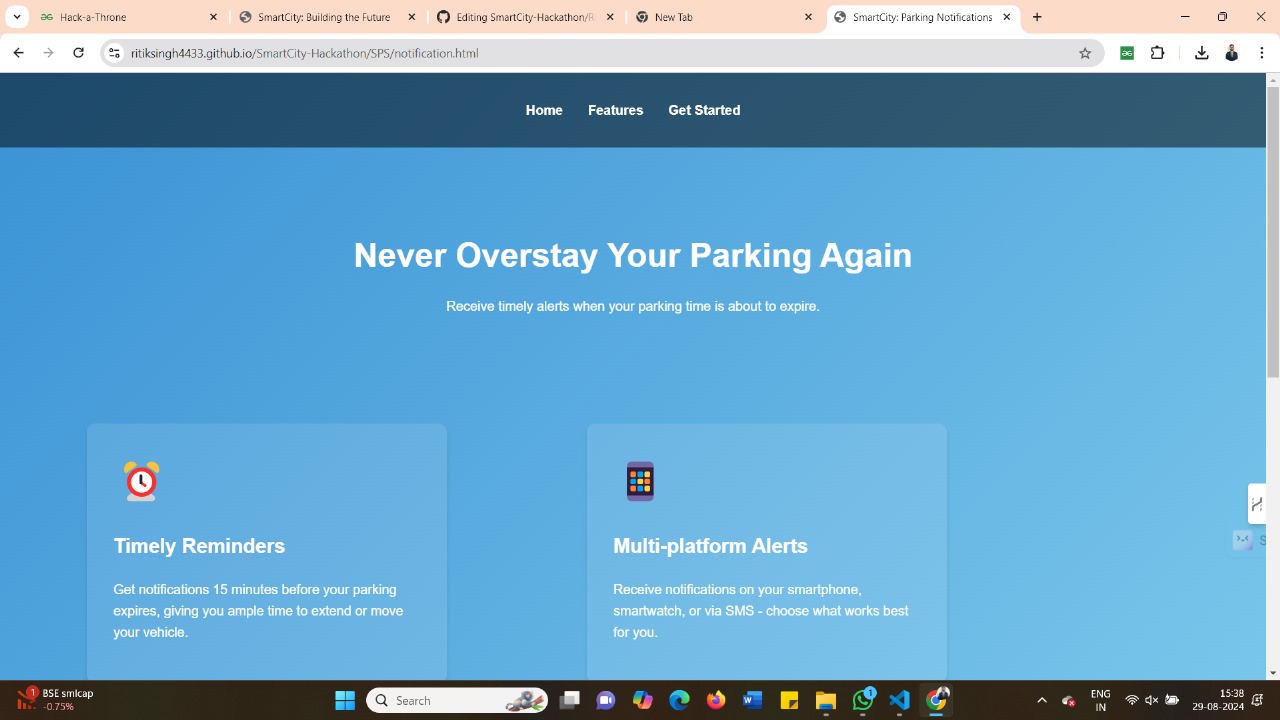 Hack-a-Throne
SmartCity: Building the Future
Editing SmartCity-Hackathon/R
New Tab
SmartCity: Parking Notifications
ritiksingh4433.github.io/SmartCity-Hackathon/SPS/notification.html
Home Features Get Started
Never Overstay Your Parking Again
Receive timely alerts when your parking time is about to expire.
Timely Reminders
Get notifications 15 minutes before your parking
expires, giving you ample time to extend or move
your vehicle.
Multi-platform Alerts
Receive notifications on your smartphone,
smartwatch, or via SMS - choose what works best
for you.
S
1
BSE smlcap
-0.75%
Search
1
ENG
IN
15:38
29-08-2024